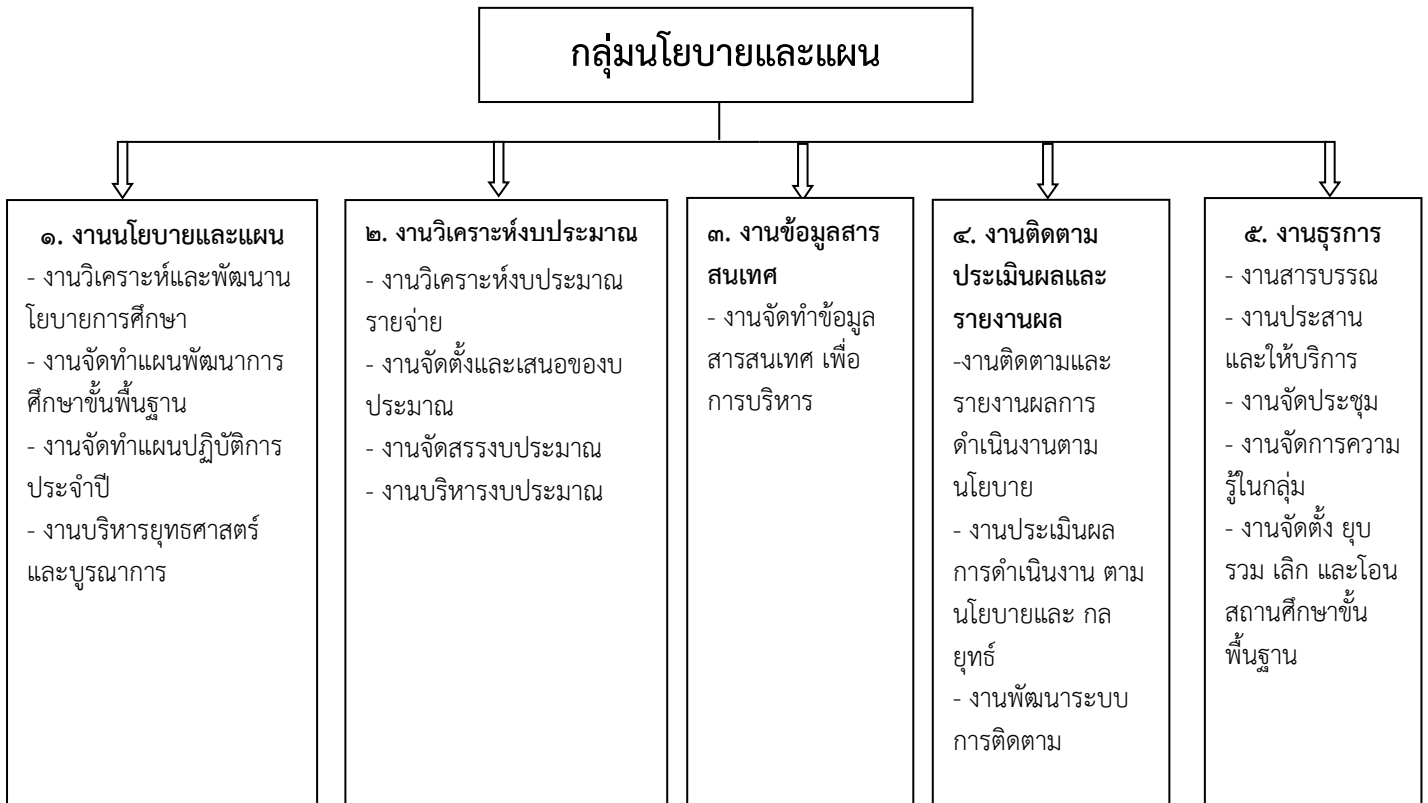 กลุ่มนโยบายและแผน
๑. งานนโยบายและแผน
- งานวิเคราะห์และพัฒนาน
โยบายการศึกษา
- งานจัดทำแผนพัฒนาการ
ศึกษาขั้นพื้นฐาน
- งานจัดทำแผนปฏิบัติการ
ประจำปี
- งานบริหารยุทธศาสตร์
และบูรณาการ
๒. งานวิเคราะห์งบประมาณ
- งานวิเคราะห์งบประมาณ
รายจ่าย
- งานจัดตั้งและเสนอของบ
ประมาณ
- งานจัดสรรงบประมาณ
- งานบริหารงบประมาณ
๓. งานข้อมูลสาร
สนเทศ
- งานจัดทำข้อมูล
สารสนเทศ เพื่อ
การบริหาร
๔. งานติดตาม
ประเมินผลและ
รายงานผล
-งานติดตามและ
รายงานผลการ
ดำเนินงานตาม
นโยบาย
- งานประเมินผล
การดำเนินงาน ตาม
นโยบายและ กล
ยุทธ์
- งานพัฒนาระบบ
การติดตาม
๕. งานธุรการ
- งานสารบรรณ
- งานประสาน
และให้บริการ
- งานจัดประชุม
- งานจัดการความ
รู้ในกลุ่ม
- งานจัดตั้ง ยุบ
รวม เลิก และโอน
สถานศึกษาขั้น
พื้นฐาน